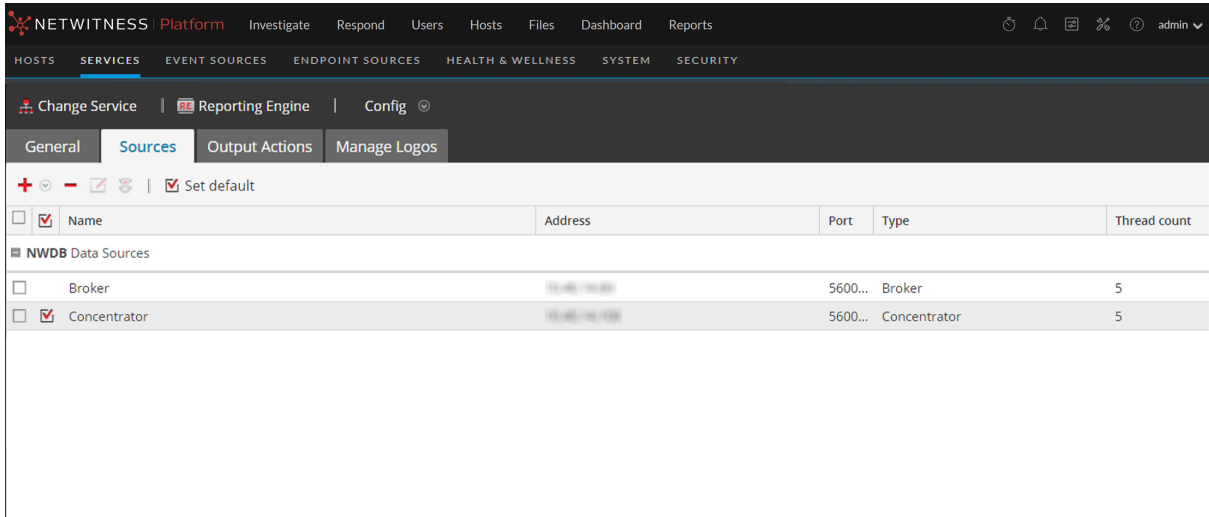 NETWITNESS Platform Investigate Respond Users Hosts Files Dashboard Reports admin
HOSTS SERVICES EVENT SOURCES ENDPOINT SOURCES HEALTH & WELLNESS SYSTEM SECURITY
Change Service RE Reporting Engine Config
General Sources Output Actions Manage Logos
Set default
Name Address Port Type Thread count
NWDB Data Sources
Broker 5600... Broker 5
Concentrator 5600... Concentrator 5